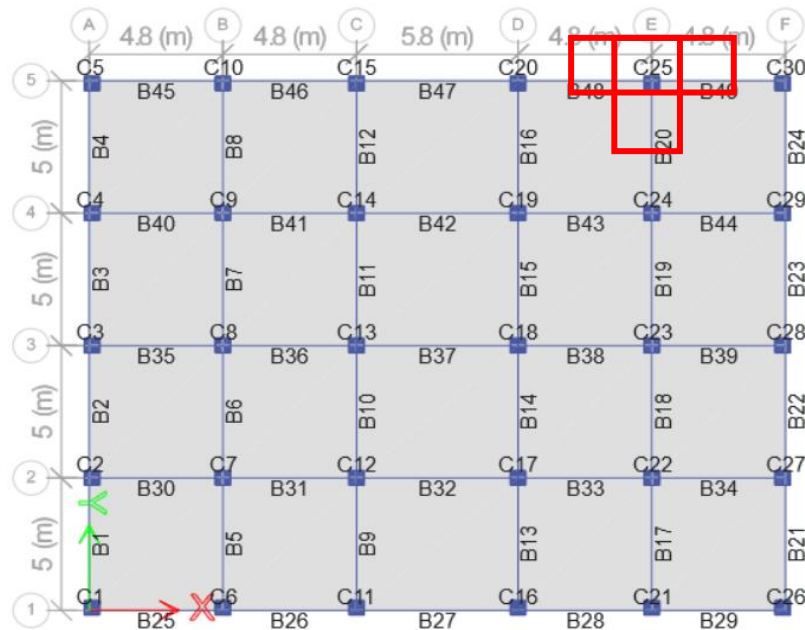 A B C D E F
4.8 (m) 4.8 (m) 5.8 (m) 4.8 (m) 4.8 (m)
5 C5 C10 C15 C20 C25 C30
B45 B46 B47 B48 B49
5 (m) B4 B8 B12 B16 B20 B24
4 C4 C9 C14 C19 C24 C29
B40 B41 B42 B43 B44
5 (m) B3 B7 B11 B15 B19 B23
3 C3 C8 C13 C18 C23 C28
B35 B36 B37 B38 B39
5 (m) B2 B6 B10 B14 B18 B22
2 C2 C7 C12 C17 C22 C27
B30 B31 B32 B33 B34
Y
5 (m) B1 B5 B9 B13 B17 B21
1 C1 X C6 C11 C16 C21 C26
B25 B26 B27 B28 B29